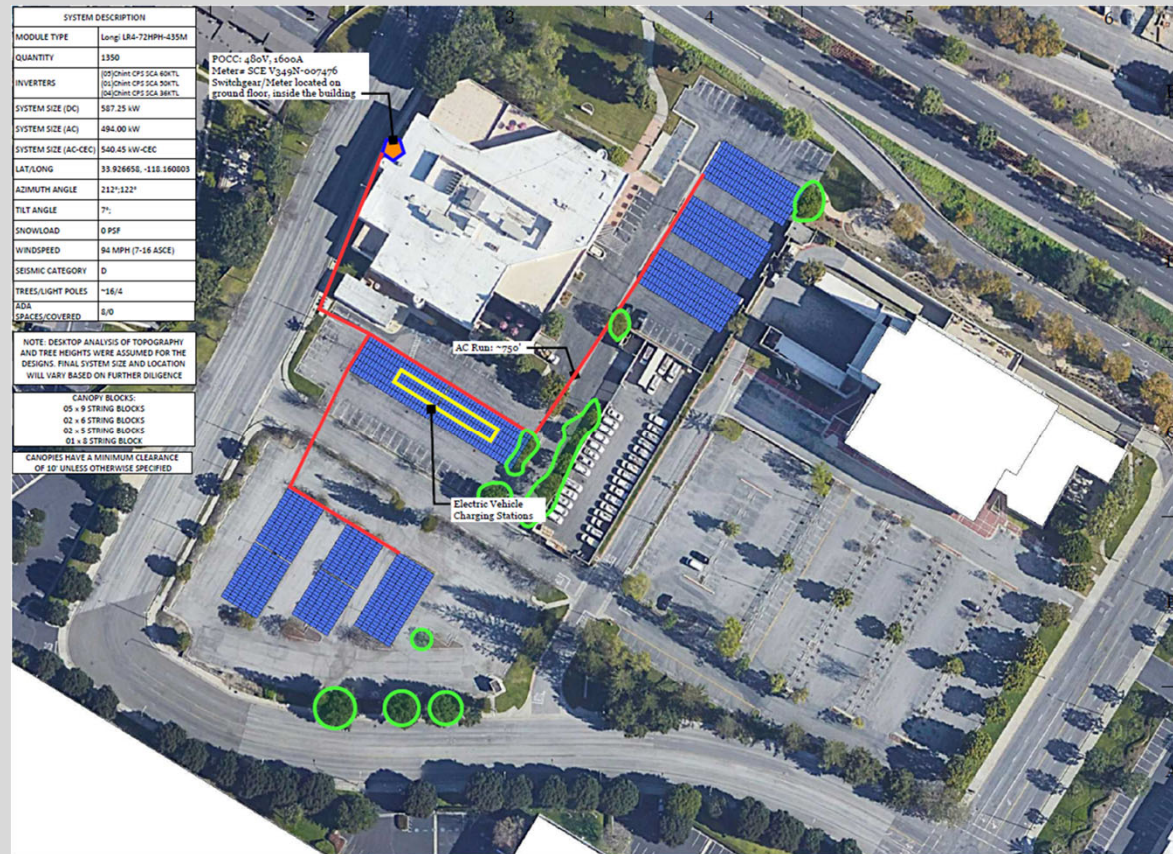 SYSTEM DESCRIPTION
MODULE TYPE Longi LR4-72HPH-435M
QUANTITY 1350
INVERTERS (05)Chint CPS SCA 60KTL
(01)Chint CPS SCA 50KTL
(04)Chint CPS SCA 36KTL
SYSTEM SIZE (DC) 587.25 kW
SYSTEM SIZE (AC) 494.00 kW
SYSTEM SIZE (AC-CEC) 540.45 kW-CEC
LAT/LONG 33.926658, -118.160803
AZIMUTH ANGLE 212°;122°
TILT ANGLE 7°;
SNOWLOAD 0 PSF
WINDSPEED 94 MPH (7-16 ASCE)
SEISMIC CATEGORY D
TREES/LIGHT POLES ~16/4
ADA
SPACES/COVERED 8/0
NOTE: DESKTOP ANALYSIS OF TOPOGRAPHY
AND TREE HEIGHTS WERE ASSUMED FOR THE
DESIGNS. FINAL SYSTEM SIZE AND LOCATION
WILL VARY BASED ON FURTHER DILIGENCE
CANOPY BLOCKS:
05 x 9 STRING BLOCKS
02 x 6 STRING BLOCKS
02 x 5 STRING BLOCKS
01 x 8 STRING BLOCK
CANOPIES HAVE A MINIMUM CLEARANCE
OF 10' UNLESS OTHERWISE SPECIFIED
2 3 4 5 6
POCC: 480V, 1600A
Meter# SCE V349N-007476
Switchgear/Meter located on
ground floor, inside the building
AC Run: ~750'
Electric Vehicle
Charging Stations